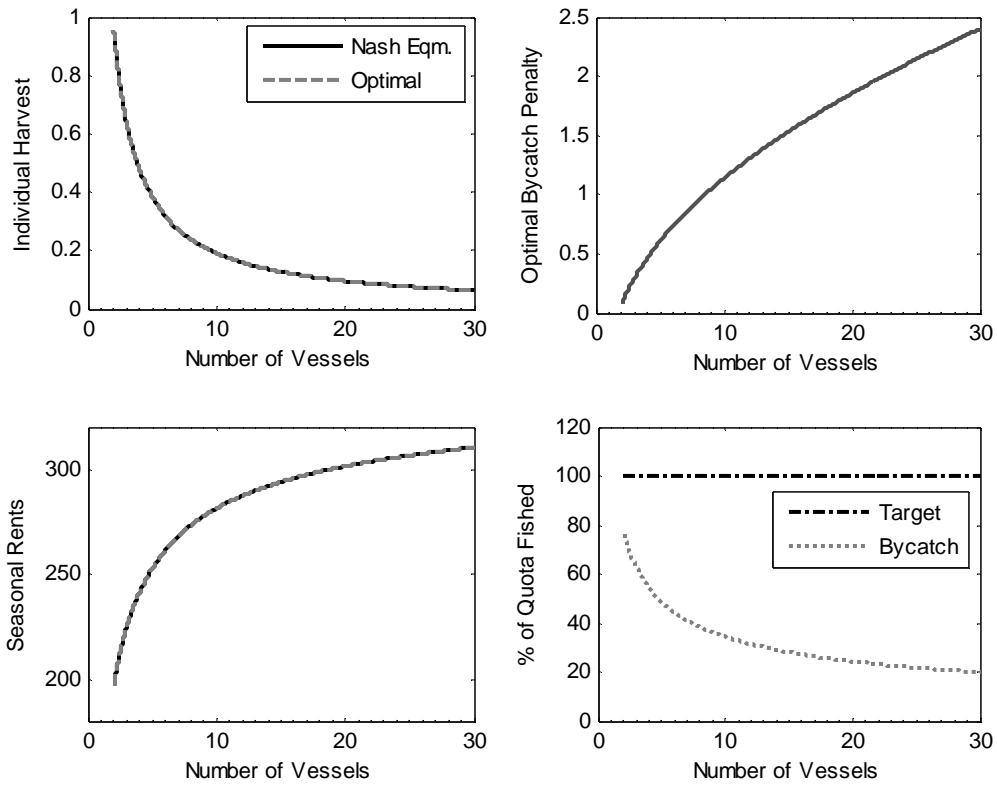 1
0.8
0.6
0.4
0.2
0
Individual Harvest
Nash Eqm.
Optimal
0 10 20 30
Number of Vessels
2.5
2
1.5
1
0.5
0
Optimal Bycatch Penalty
0 10 20 30
Number of Vessels
300
250
200
Seasonal Rents
0 10 20 30
Number of Vessels
120
100
80
60
40
20
0
% of Quota Fished
Target
Bycatch
0 10 20 30
Number of Vessels